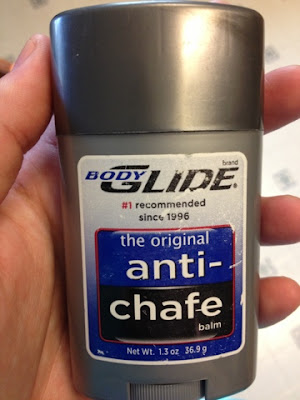 brand
BODY GLIDE®
#1 recommended
since 1996
the original
anti-
chafe
balm
Net Wt. 1.3 oz 36.9 g